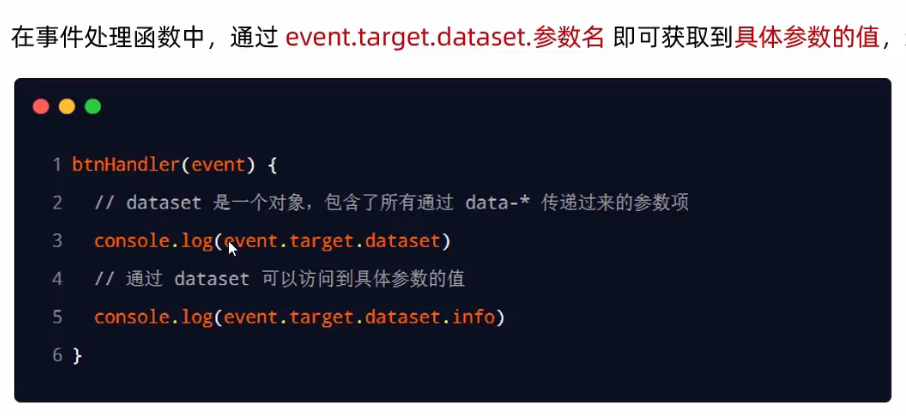 在事件处理函数中，通过 event.target.dataset.参数名 即可获取到具体参数的值，
1 btnHandler(event) {
2 // dataset 是一个对象，包含了所有通过 data-* 传递过来的参数项
3 console.log(event.target.dataset)
4 // 通过 dataset 可以访问到具体参数的值
5 console.log(event.target.dataset.info)
6 }